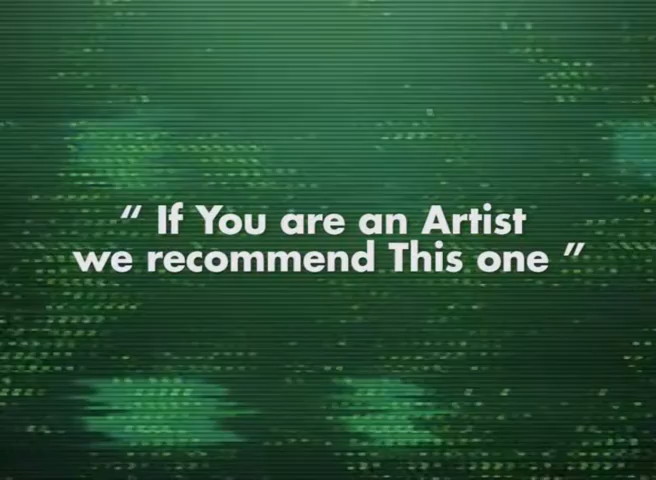 “ If You are an Artist
we recommend This one ”